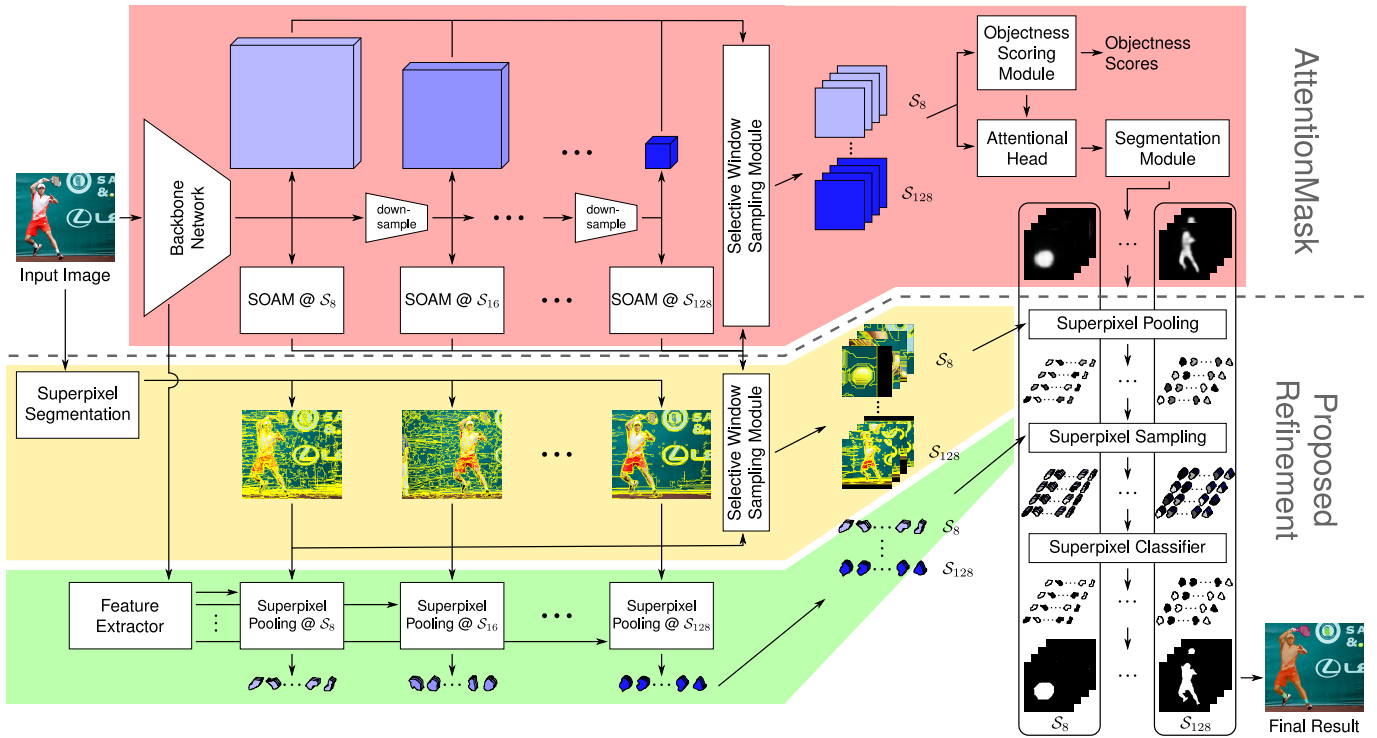 Objectness
Scoring
Module
Objectness
Scores
AttentionMask
S₈
Attentional
Head
Segmentation
Module
S₁₂₈
Backbone
Network
down-
sample
down-
sample
Selective Window
Sampling Module
Input Image
SOAM @ S₈
SOAM @ S₁₆
SOAM @ S₁₂₈
Superpixel
Segmentation
Selective Window
Sampling Module
S₈
S₁₂₈
Superpixel Pooling
Superpixel Sampling
Superpixel Classifier
Proposed
Refinement
S₈
S₁₂₈
Feature
Extractor
Superpixel
Pooling @ S₈
Superpixel
Pooling @ S₁₆
Superpixel
Pooling @ S₁₂₈
S₈
S₁₂₈
Final Result